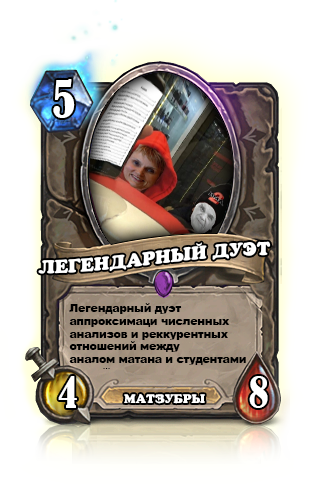 5
ЛЕГЕНДАРНЫЙ ДУЭТ
Легендарный дуэт
аппроксимаци численных
анализов и реккурентных
отношений между
аналом матана и студентами
4
МАТЗУБРЫ
8